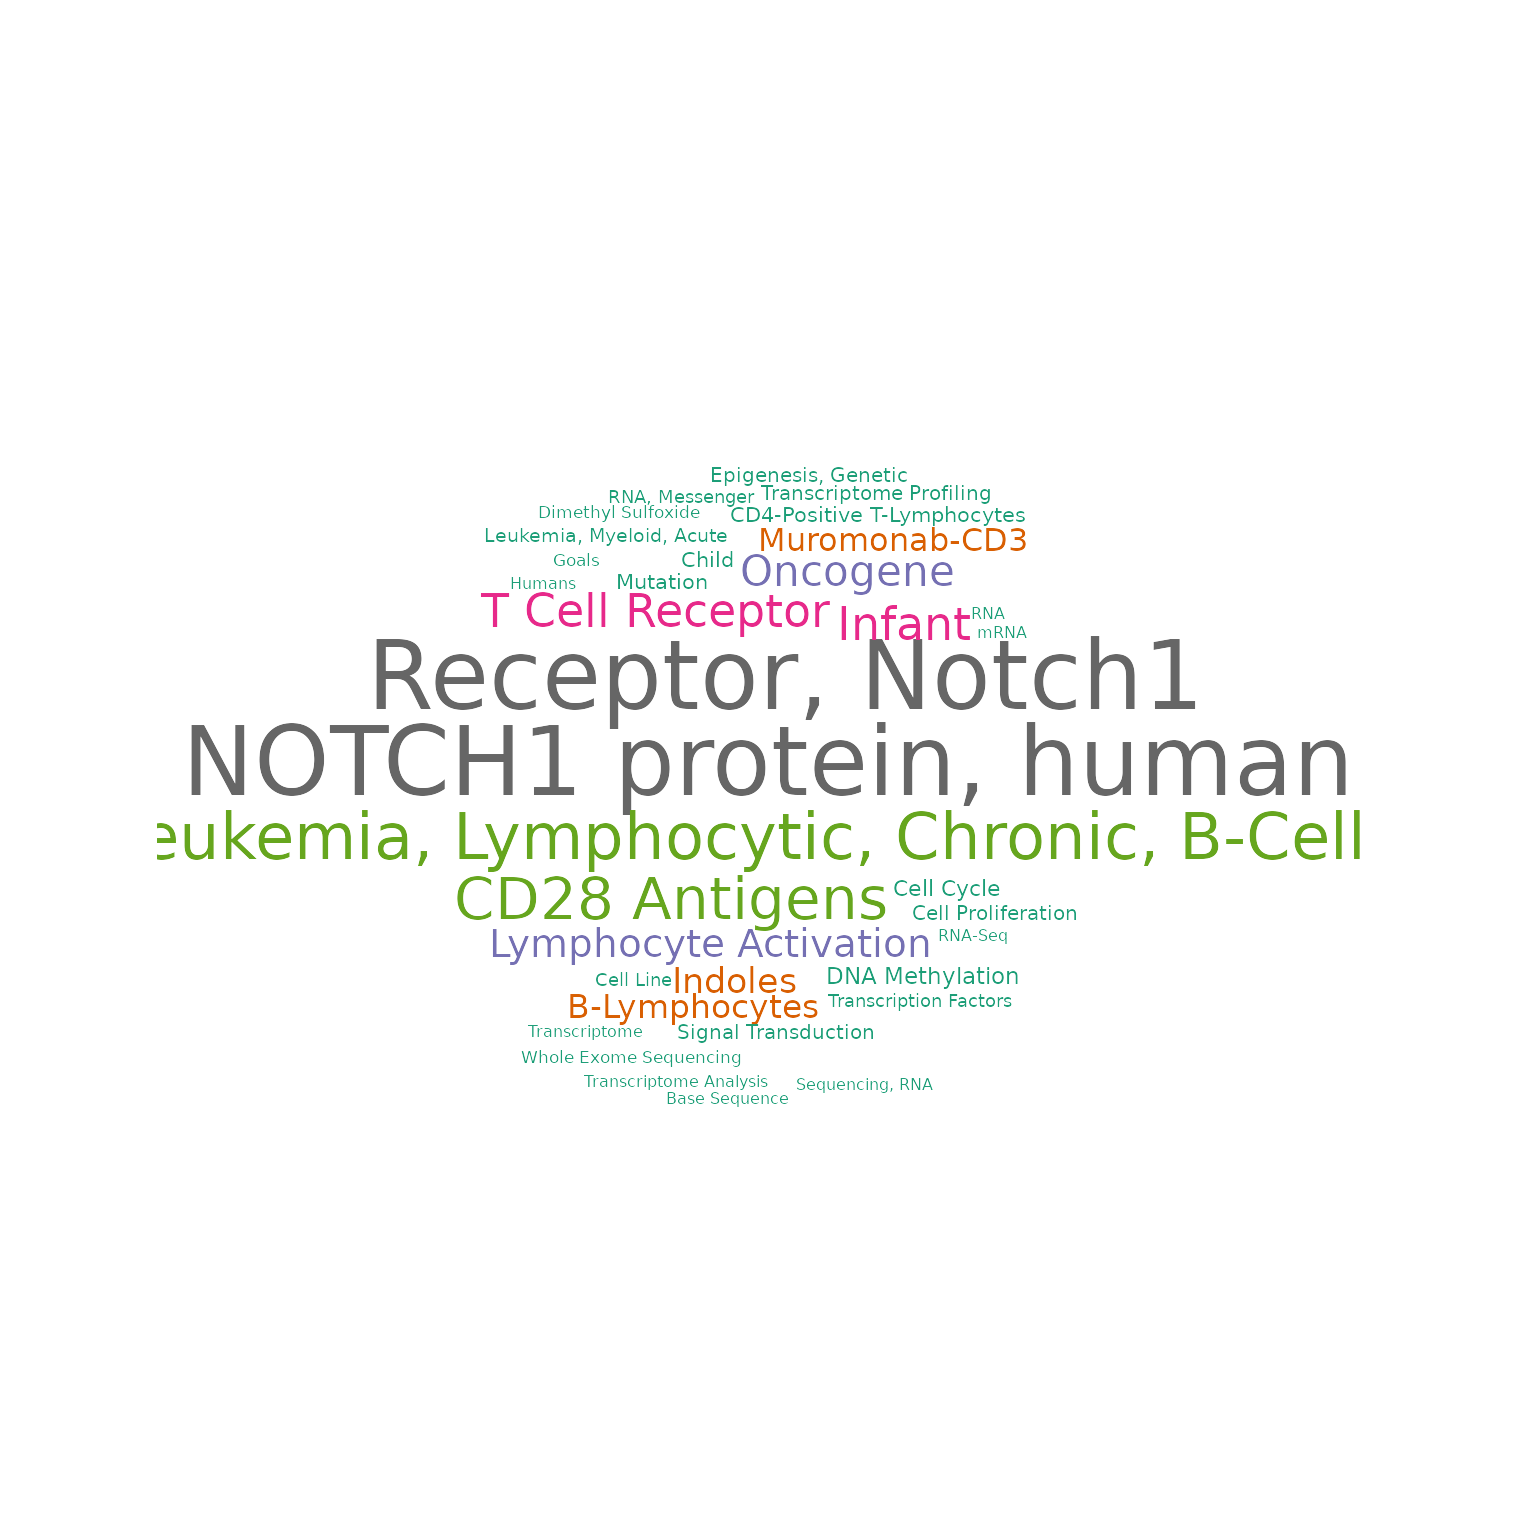 Epigenesis, Genetic
RNA, Messenger Transcriptome Profiling
Dimethyl Sulfoxide CD4-Positive T-Lymphocytes
Leukemia, Myeloid, Acute Muromonab-CD3
Goals Child Oncogene
Humans Mutation
T Cell Receptor Infant RNA
mRNA
Receptor, Notch1
NOTCH1 protein, human
eukemia, Lymphocytic, Chronic, B-Cell
CD28 Antigens Cell Cycle
Cell Proliferation
Lymphocyte Activation RNA-Seq
Cell Line Indoles DNA Methylation
B-Lymphocytes Transcription Factors
Transcriptome Signal Transduction
Whole Exome Sequencing
Transcriptome Analysis Sequencing, RNA
Base Sequence